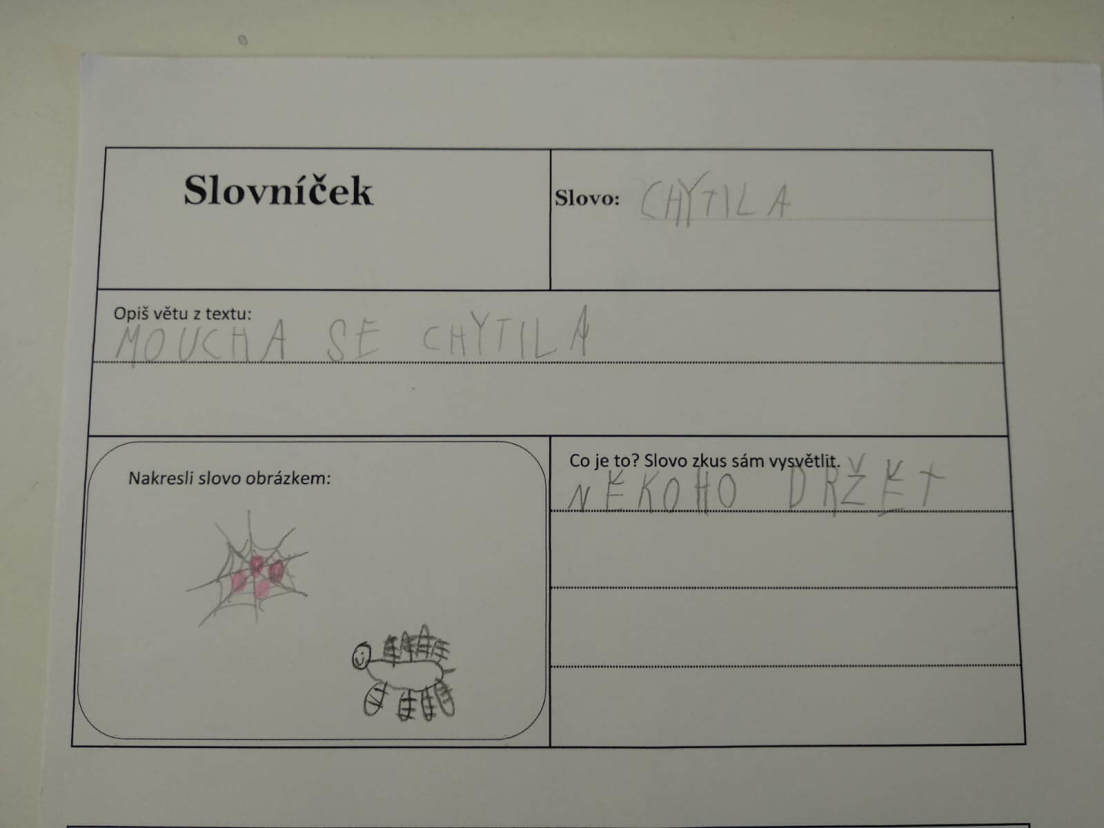 Slovníček
Slovo: CHYTILA
Opiš větu z textu:
MOUCHA SE CHYTILA
Nakresli slovo obrázkem:
Co je to? Slovo zkus sám vysvětlit.
NĚKOHO DRŽĚT